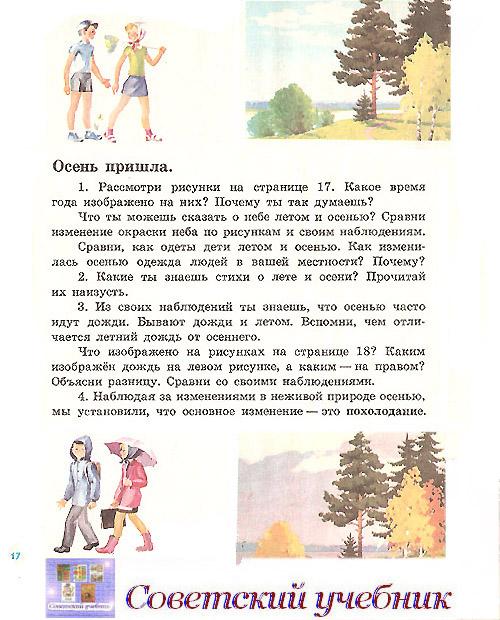 Осень пришла.
1. Рассмотри рисунки на странице 17. Какое время
года изображено на них? Почему ты так думаешь?
Что ты можешь сказать о небе летом и осенью? Сравни
изменение окраски неба по рисункам и своим наблюдениям.
Сравни, как одеты дети летом и осенью. Как измени-
лась осенью одежда людей в вашей местности? Почему?
2. Какие ты знаешь стихи о лете и осени? Прочитай
их наизусть.
3. Из своих наблюдений ты знаешь, что осенью часто
идут дожди. Бывают дожди и летом. Вспомни, чем отли-
чается летний дождь от осеннего.
Что изображено на рисунках на странице 18? Каким
изображён дождь на левом рисунке, а каким — на правом?
Объясни разницу. Сравни со своими наблюдениями.
4. Наблюдая за изменениями в неживой природе осенью,
мы установили, что основное изменение — это похолодание.
17
Советский учебник
Советский учебник